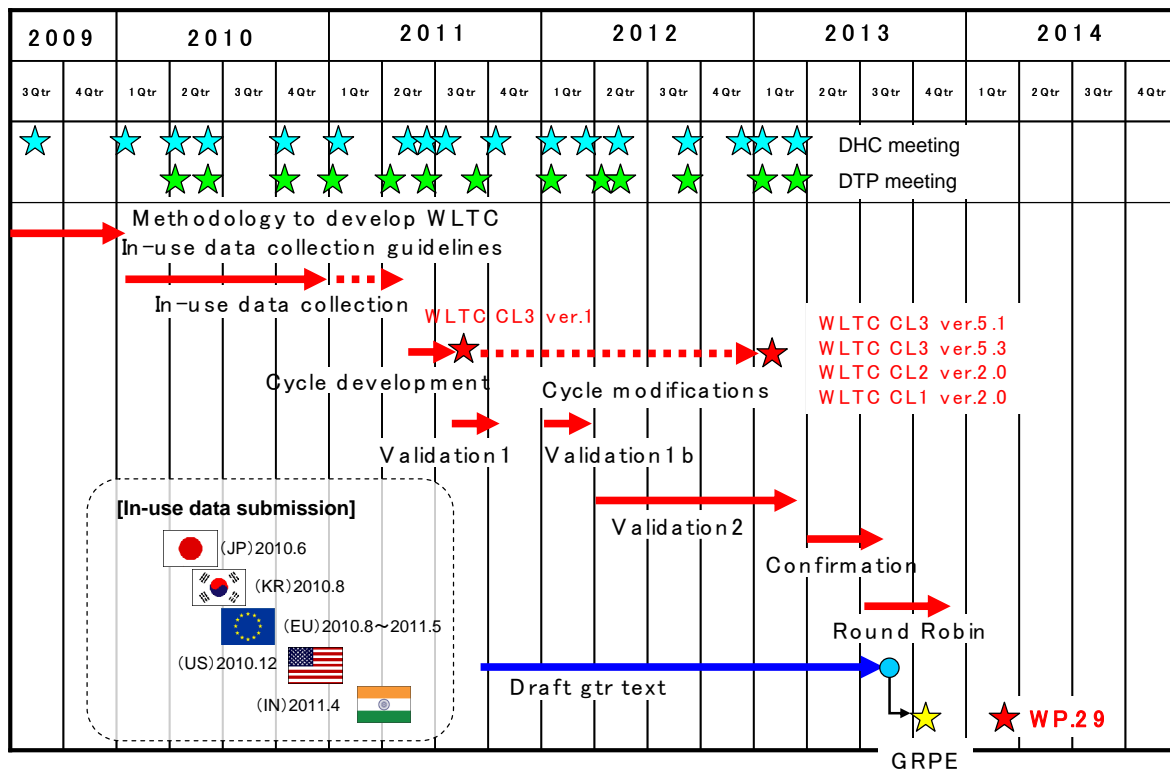 2009 2010 2011 2012 2013 2014
3Qtr 4Qtr 1Qtr 2Qtr 3Qtr 4Qtr 1Qtr 2Qtr 3Qtr 4Qtr 1Qtr 2Qtr 3Qtr 4Qtr 1Qtr 2Qtr 3Qtr 4Qtr 1Qtr 2Qtr 3Qtr 4Qtr
DHC meeting
DTP meeting
Methodology to develop WLTC
In-use data collection guidelines
In-use data collection
WLTC CL3 ver.1
WLTC CL3 ver.5.1
WLTC CL3 ver.5.3
WLTC CL2 ver.2.0
WLTC CL1 ver.2.0
Cycle development
Cycle modifications
Validation1
Validation1b
[In-use data submission]
Validation2
(JP)2010.6
Confirmation
(KR)2010.8
(EU)2010.8～2011.5
Round Robin
(US)2010.12
Draft gtr text
(IN)2011.4
WP.29
GRPE